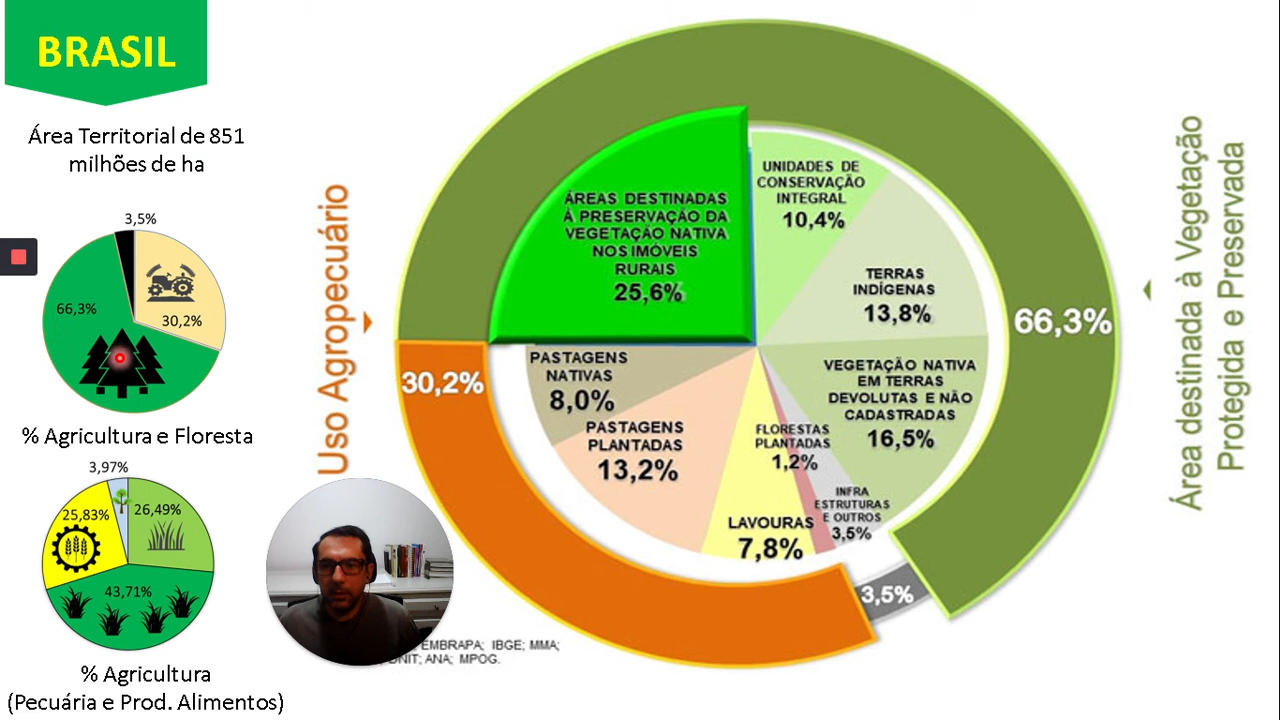 BRASIL
Área Territorial de 851
milhões de ha
3,5%
66,3%
30,2%
% Agricultura e Floresta
3,97%
25,83%
26,49%
43,71%
% Agricultura
(Pecuária e Prod. Alimentos)
Uso Agropecuário
30,2%
ÁREAS DESTINADAS
À PRESERVAÇÃO DA
VEGETAÇÃO NATIVA
NOS IMÓVEIS
RURAIS
25,6%
UNIDADES DE
CONSERVAÇÃO
INTEGRAL
10,4%
TERRAS
INDÍGENAS
13,8%
VEGETAÇÃO NATIVA
EM TERRAS
DEVOLUTAS E NÃO
CADASTRADAS
16,5%
PASTAGENS
NATIVAS
8,0%
PASTAGENS
PLANTADAS
13,2%
LAVOURAS
7,8%
FLORESTAS
PLANTADAS
1,2%
INFRA
ESTRUTURAS
E OUTROS
3,5%
3,5%
66,3%
Área destinada à Vegetação
Protegida e Preservada
EMBRAPA; IBGE; MMA;
ANA; MPOG.